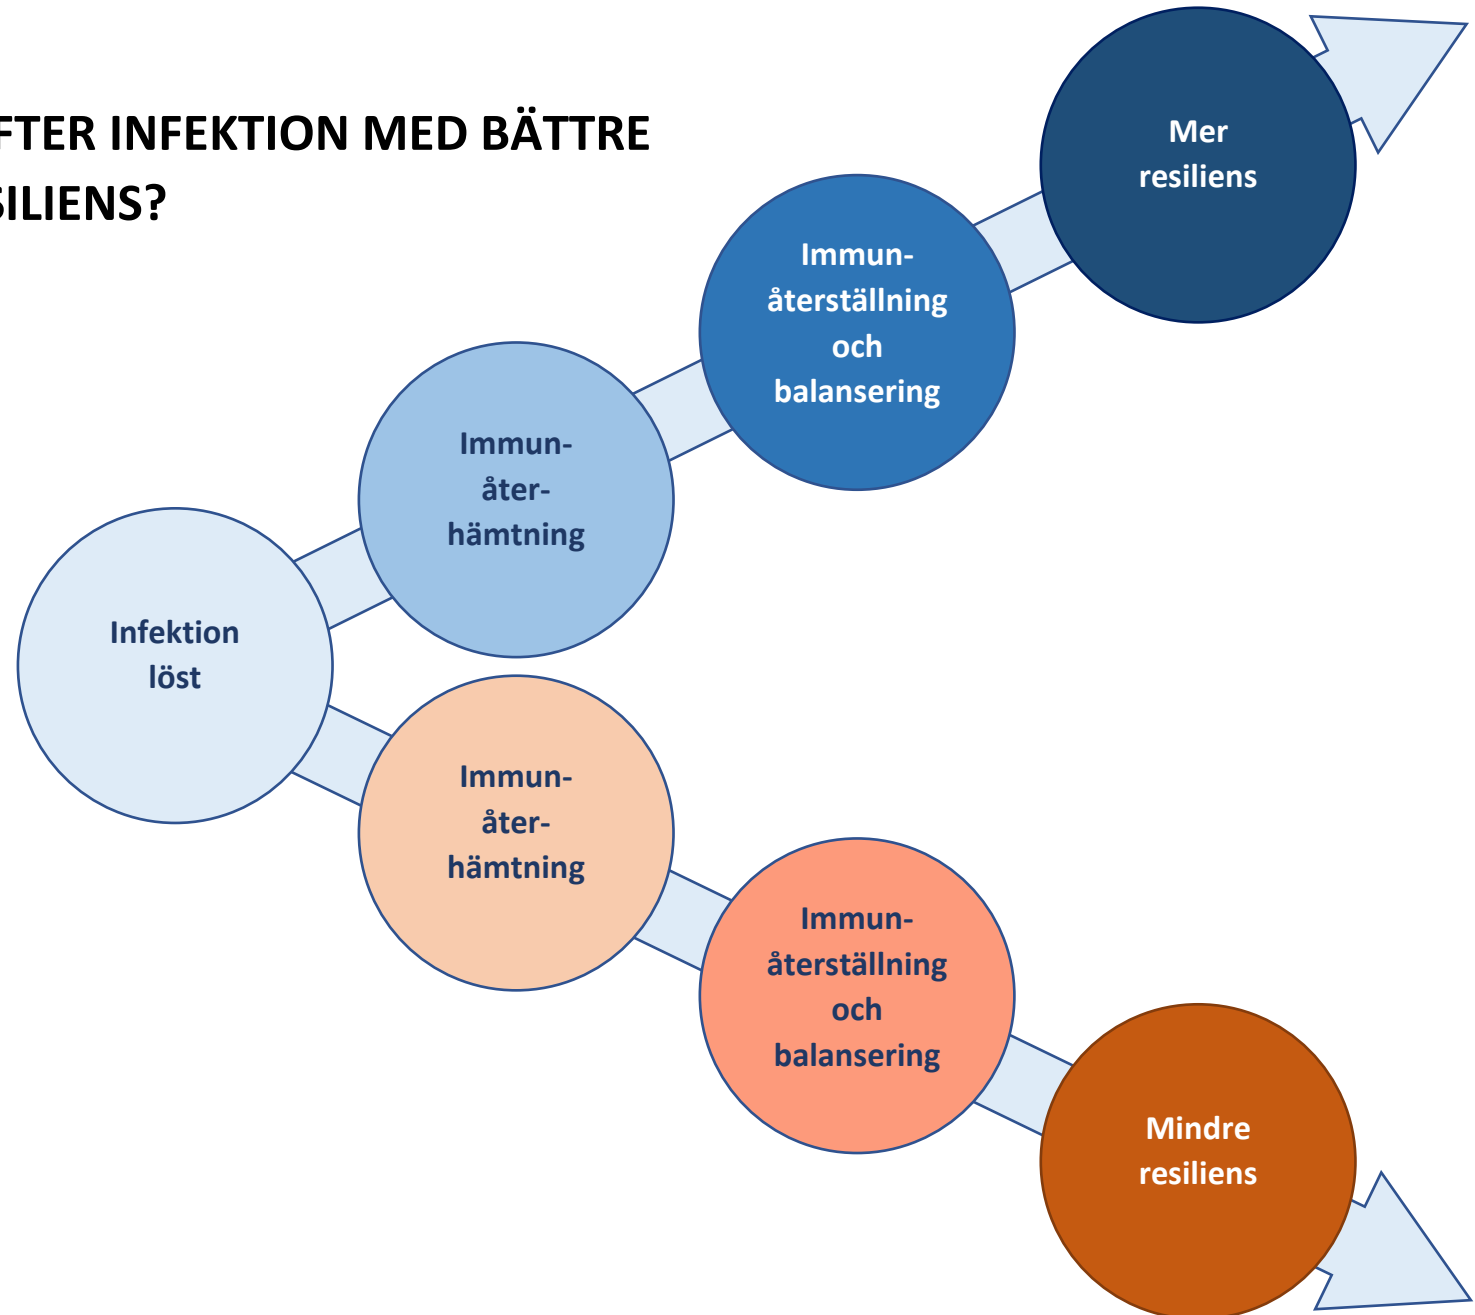 FTER INFEKTION MED BÄTTRE
SILIENS?
Mer
resiliens
Immun-
återställning
och
balansering
Immun-
åter-
hämtning
Infektion
löst
Immun-
åter-
hämtning
Immun-
återställning
och
balansering
Mindre
resiliens